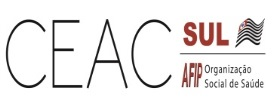 CEAC SUL
AFIP Organização
Social de Saúde